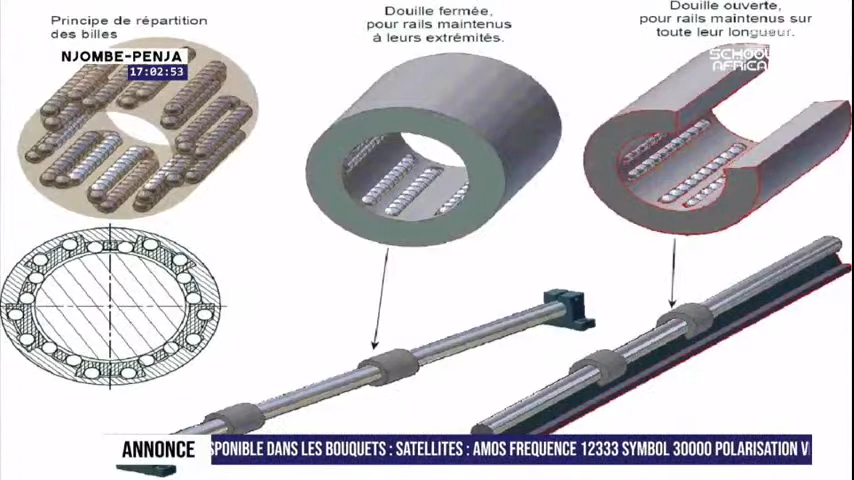 Principe de répartition
des billes
NJOMBE-PENJA
17:02:53
Douille fermée,
pour rails maintenus
à leurs extrémités.
Douille ouverte,
pour rails maintenus sur
toute leur longueur.
SCHOOL
AFRICA
ANNONCE
SPONIBLE DANS LES BOUQUETS : SATELLITES : AMOS FREQUENCE 12333 SYMBOL 30000 POLARISATION V